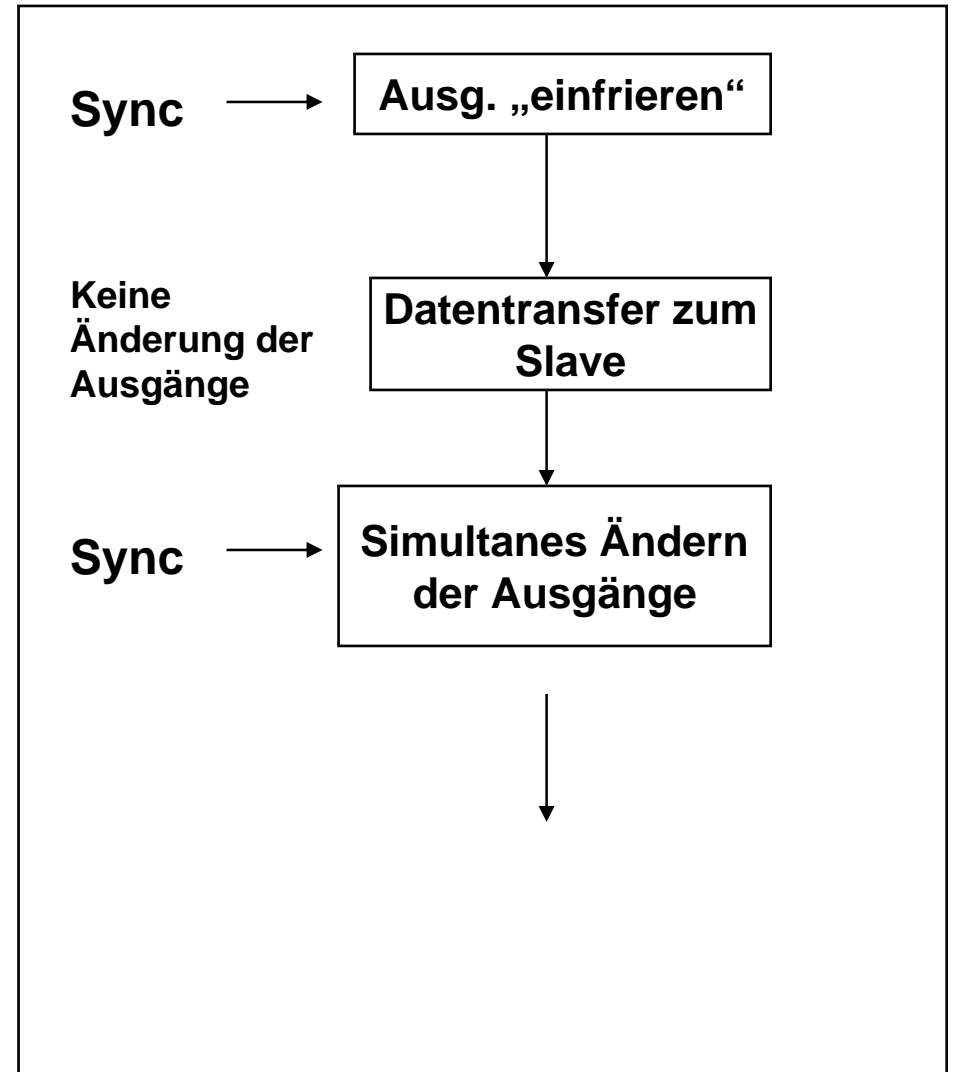 Sync
Ausg. „einfrieren“
Keine
Änderung der
Ausgänge
Datentransfer zum
Slave
Sync
Simultanes Ändern
der Ausgänge